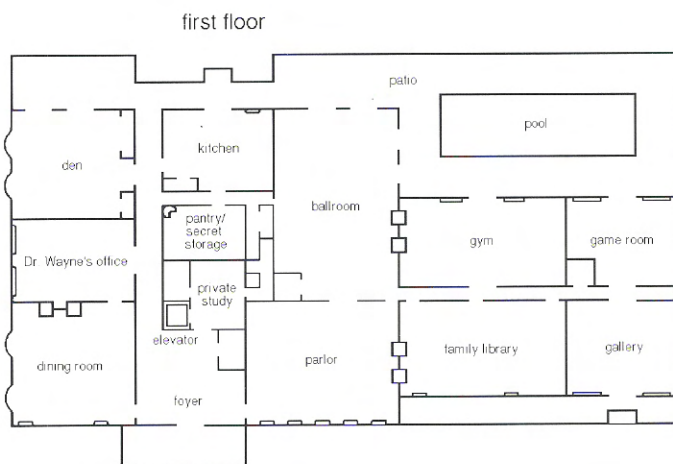 first floor
patio
pool
kitchen
den
ballroom
pantry/
secret
storage
gym
game room
Dr. Wayne's office
private
study
elevator
dining room
parlor
family library
gallery
foyer